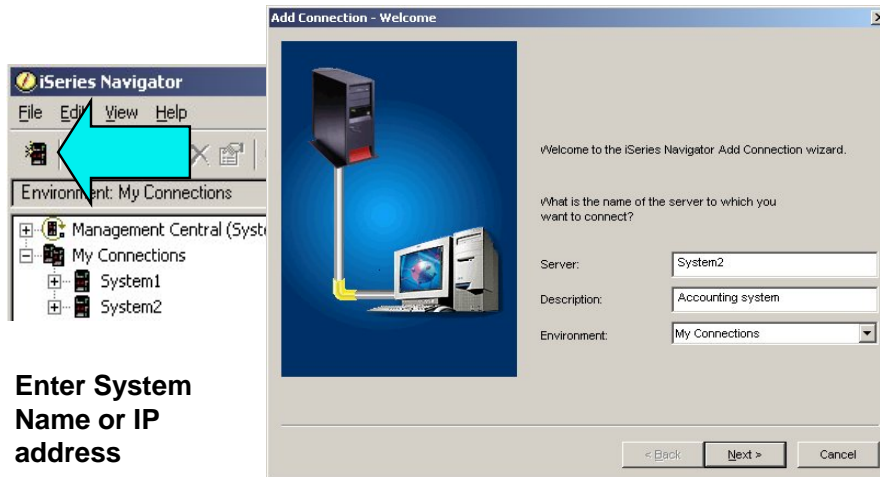 Add Connection - Welcome
iSeries Navigator
File Edit View Help
Environment: My Connections
Management Central (Syste
My Connections
System1
System2
Enter System
Name or IP
address
Welcome to the iSeries Navigator Add Connection wizard.
What is the name of the server to which you
want to connect?
Server: System2
Description: Accounting system
Environment: My Connections
< Back Next > Cancel